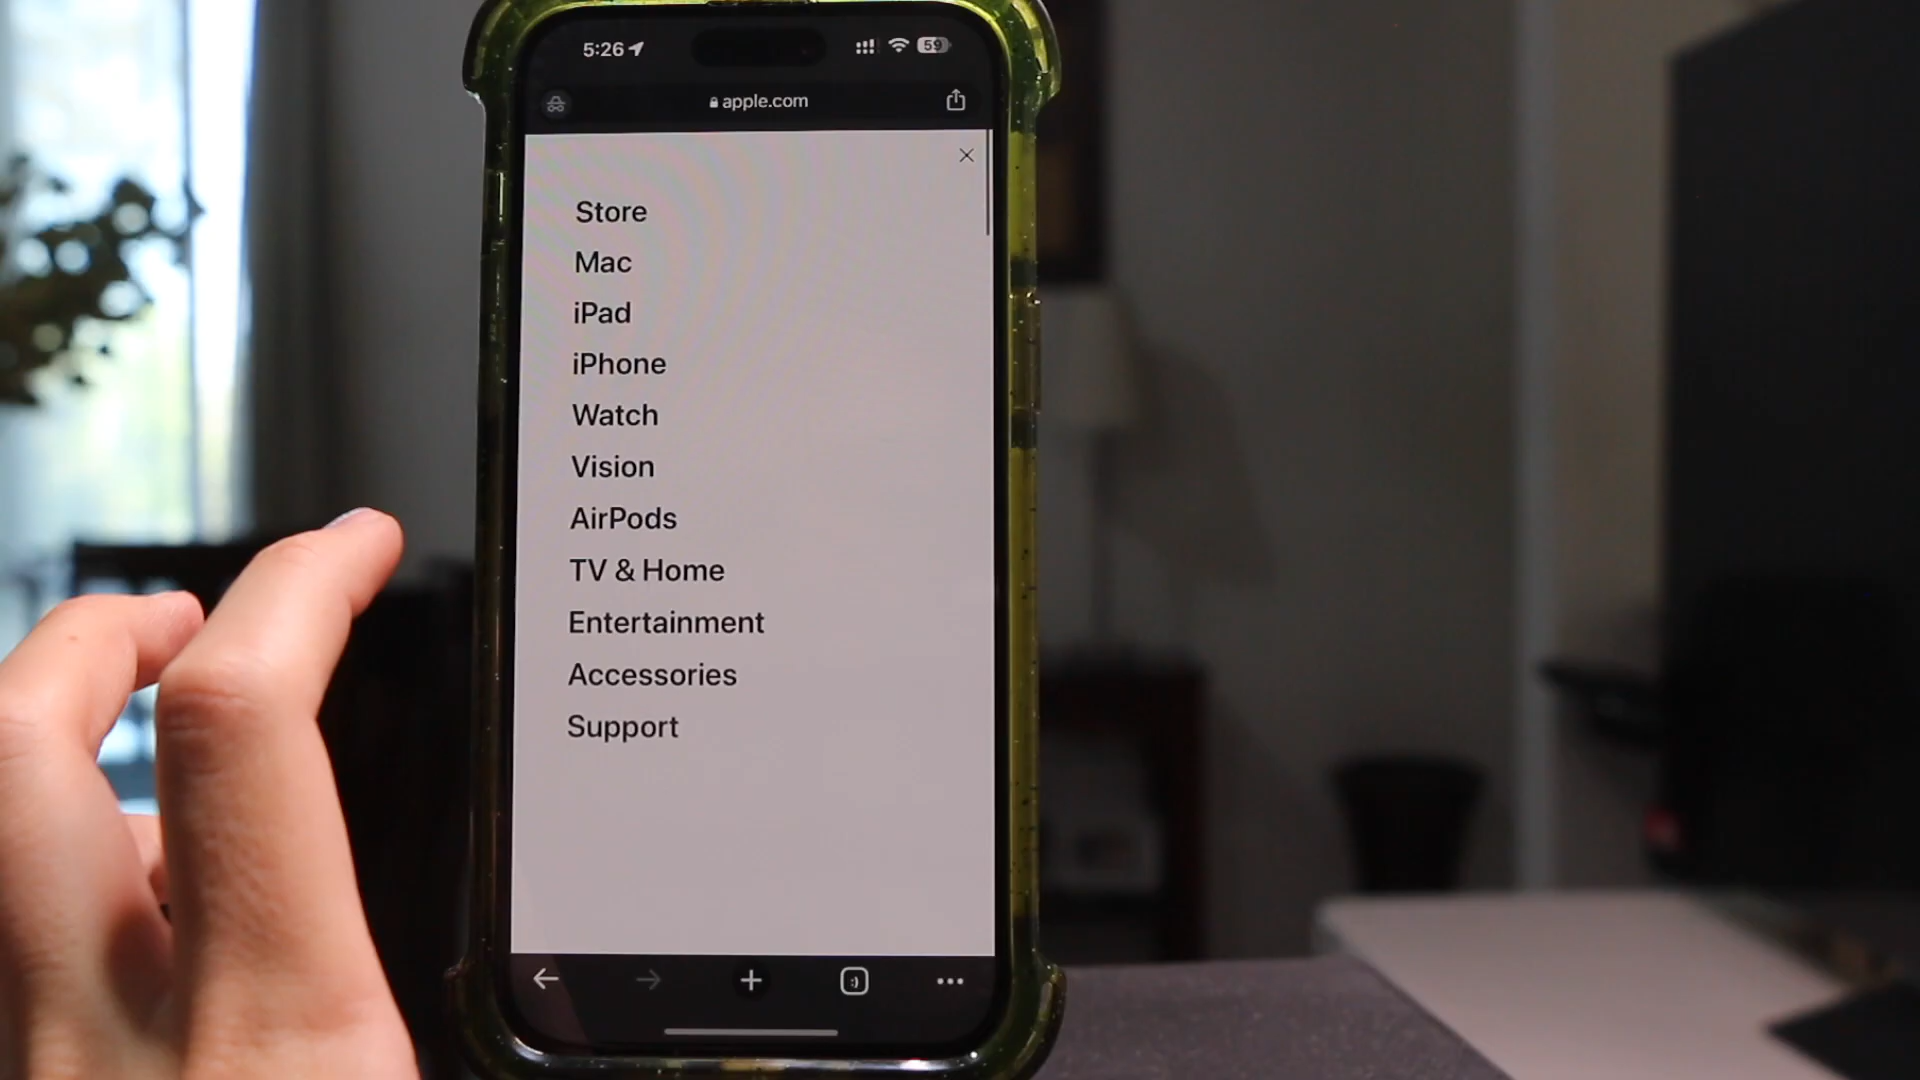 5:26
59
apple.com
Store
Mac
iPad
iPhone
Watch
Vision
AirPods
TV & Home
Entertainment
Accessories
Support
:)